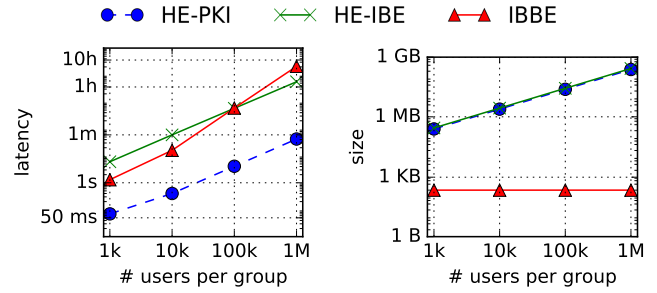 HE-PKI HE-IBE IBBE
latency
10h
1h
1m
1s
50 ms
1k 10k 100k 1M
# users per group
size
1 GB
1 MB
1 KB
1 B
1k 10k 100k 1M
# users per group